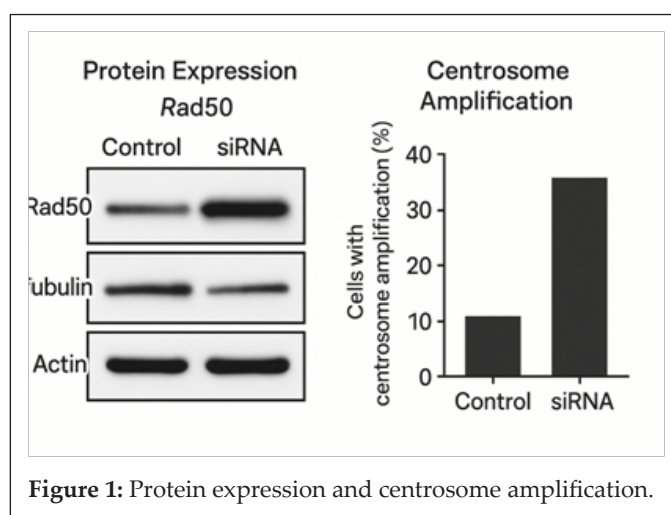 Protein Expression
Rad50
Control siRNA
Rad50
Tubulin
Actin
Centrosome
Amplification
Cells with
centrosome amplification (%)
40
30
20
10
0
Control siRNA
Figure 1: Protein expression and centrosome amplification.